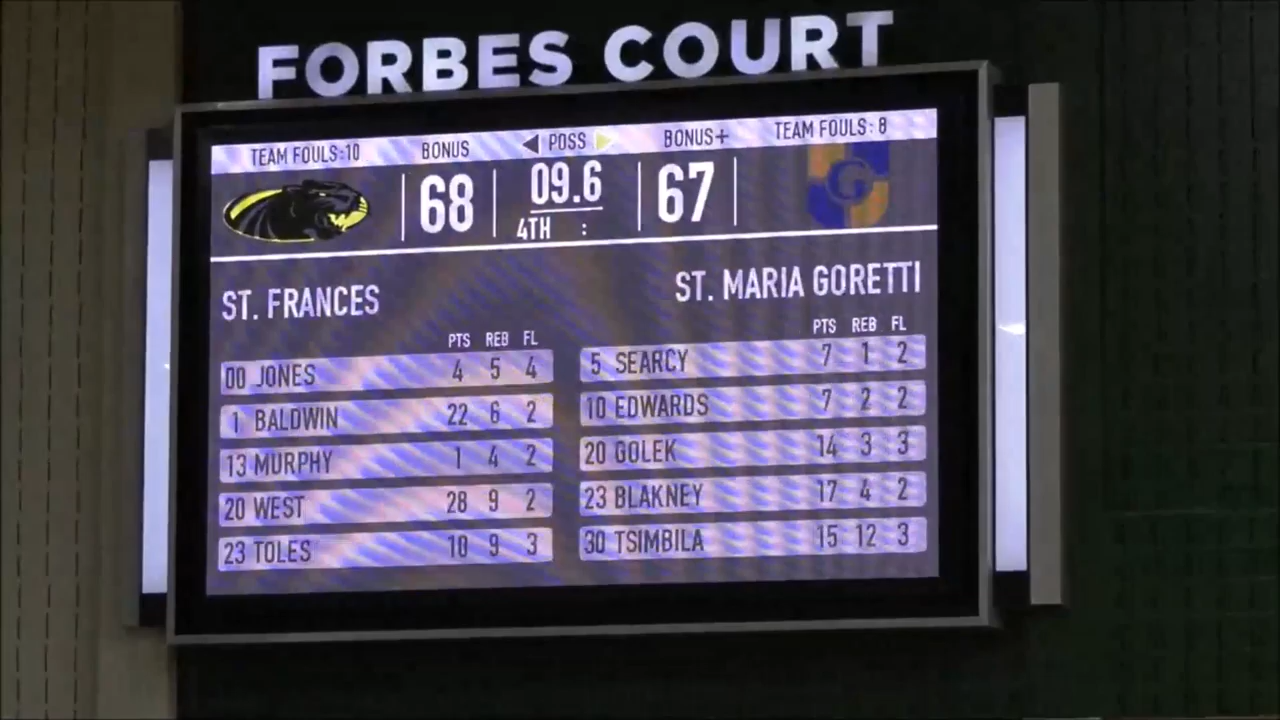 FORBES COURT
TEAM FOULS:10 BONUS ◀ POSS ▶ BONUS+ TEAM FOULS: 8
68 09.6 67
4TH :
G
ST. FRANCES ST. MARIA GORETTI
PTS REB FL PTS REB FL
00 JONES 4 5 4 5 SEARCY 7 1 2
1 BALDWIN 22 6 2 10 EDWARDS 7 2 2
13 MURPHY 1 4 2 20 GOLEK 14 3 3
20 WEST 28 9 2 23 BLAKNEY 17 4 2
23 TOLES 10 9 3 30 TSIMBILA 15 12 3